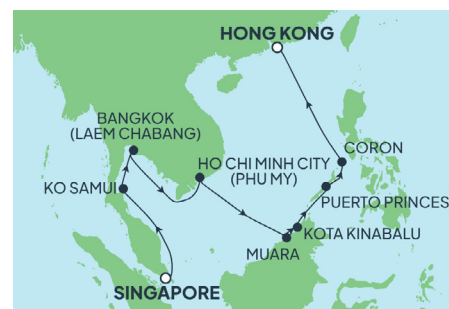 HONG KONG
BANGKOK
(LAEM CHABANG)
HO CHI MINH CITY
(PHU MY)
CORON
KO SAMUI
PUERTO PRINCES
KOTA KINABALU
MUARA
SINGAPORE